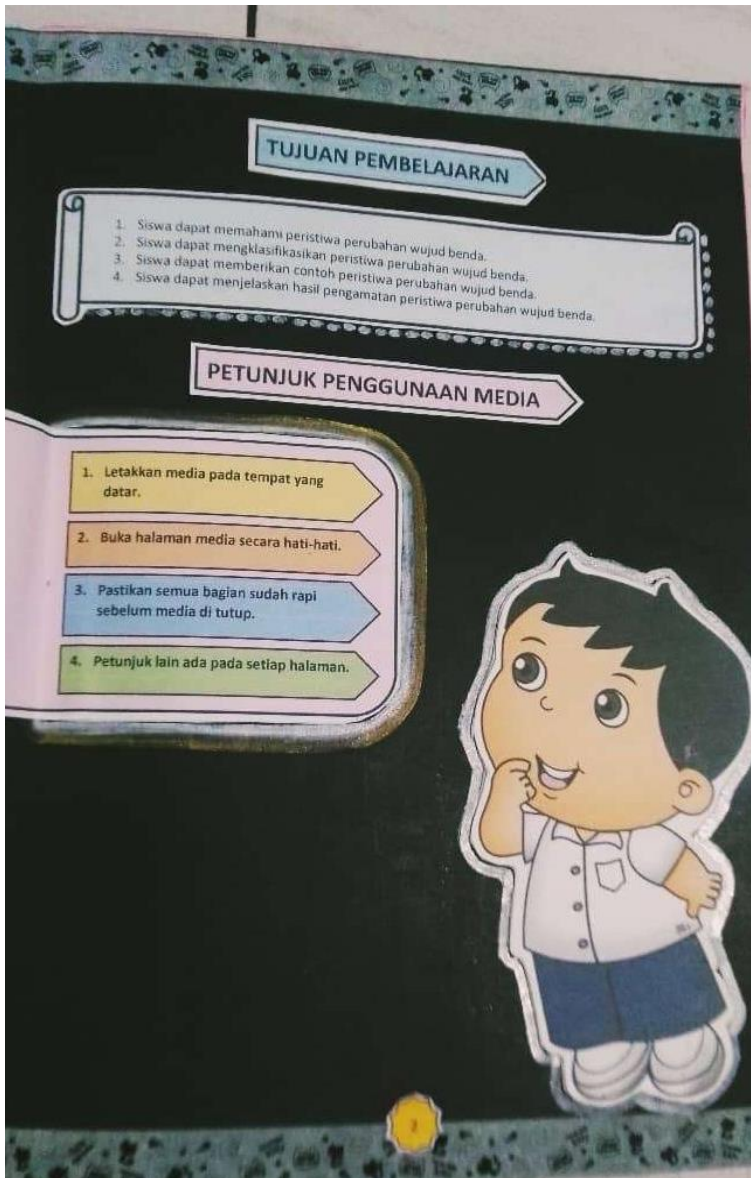 TUJUAN PEMBELAJARAN
1. Siswa dapat memahami peristiwa perubahan wujud benda.
2. Siswa dapat mengklasifikasikan peristiwa perubahan wujud benda.
3. Siswa dapat memberikan contoh peristiwa perubahan wujud benda.
4. Siswa dapat menjelaskan hasil pengamatan peristiwa perubahan wujud benda.
PETUNJUK PENGGUNAAN MEDIA
1. Letakkan media pada tempat yang
datar.
2. Buka halaman media secara hati-hati.
3. Pastikan semua bagian sudah rapi
sebelum media di tutup.
4. Petunjuk lain ada pada setiap halaman.